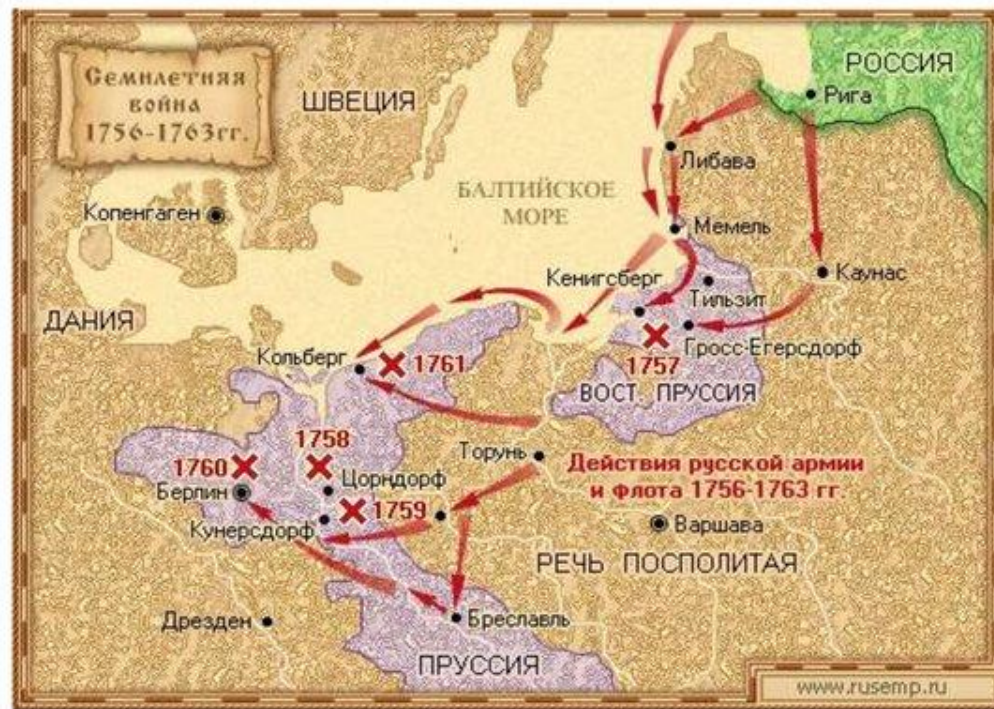 Семилетняя
война
1756-1763гг.
ШВЕЦИЯ
РОССИЯ
Рига
Либава
БАЛТИЙСКОЕ
МОРЕ
Копенгаген
Мемель
Кенигсберг
Каунас
Тильзит
ДАНИЯ
Гросс-Егерсдорф
Кольберг
1761
1757
ВОСТ. ПРУССИЯ
1758
Торунь
1760
Цорндорф
Действия русской армии
и флота 1756-1763 гг.
Берлин
1759
Варшава
Кунерсдорф
РЕЧЬ ПОСПОЛИТАЯ
Дрезден
Бреславль
ПРУССИЯ
www.rusemp.ru